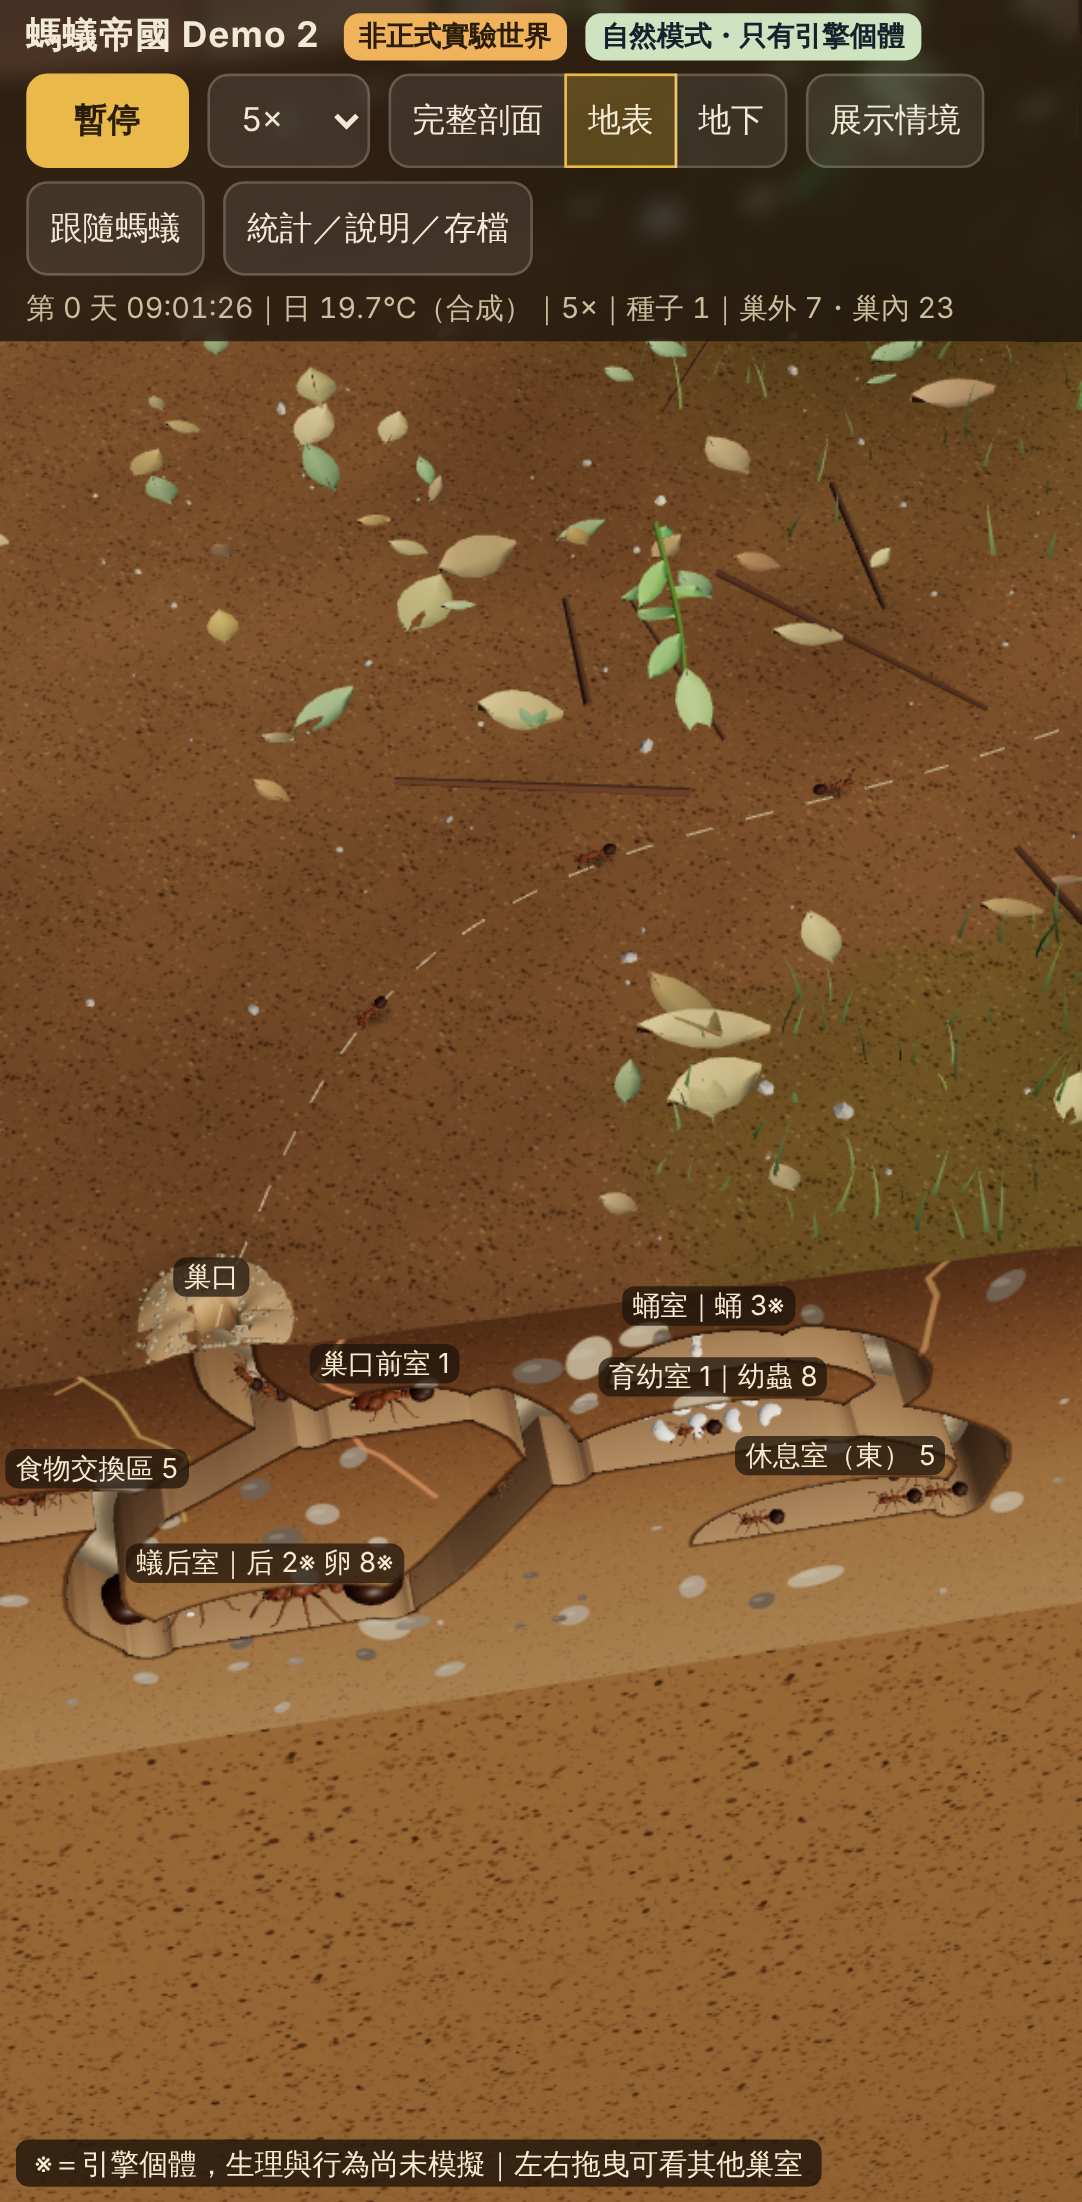 螞蟻帝國 Demo 2 非正式實驗世界 自然模式・只有引擎個體
暫停 5× 完整剖面 地表 地下 展示情境
跟隨螞蟻 統計／說明／存檔
第 0 天 09:01:26｜日 19.7°C（合成）｜5×｜種子 1｜巢外 7・巢內 23
巢口
蛹室｜蛹 3※
巢口前室 1
育幼室 1｜幼蟲 8
休息室（東） 5
食物交換區 5
蟻后室｜后 2※ 卵 8※
※＝引擎個體，生理與行為尚未模擬｜左右拖曳可看其他巢室